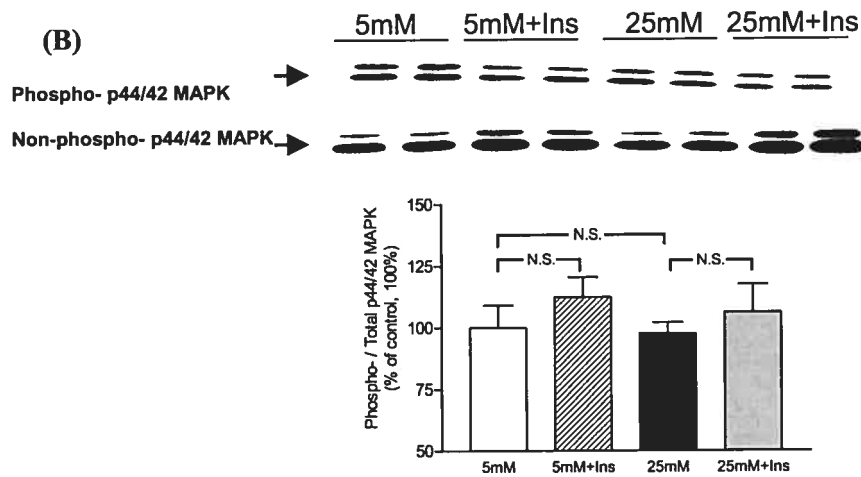 (B)
5mM 5mM+Ins 25mM 25mM+Ins
Phospho- p44/42 MAPK
Non-phospho- p44/42 MAPK
Phospho- / Total p44/42 MAPK
(% of control, 100%)
150
125
100
75
50
N.S.
N.S.
N.S.
5mM 5mM+Ins 25mM 25mM+Ins